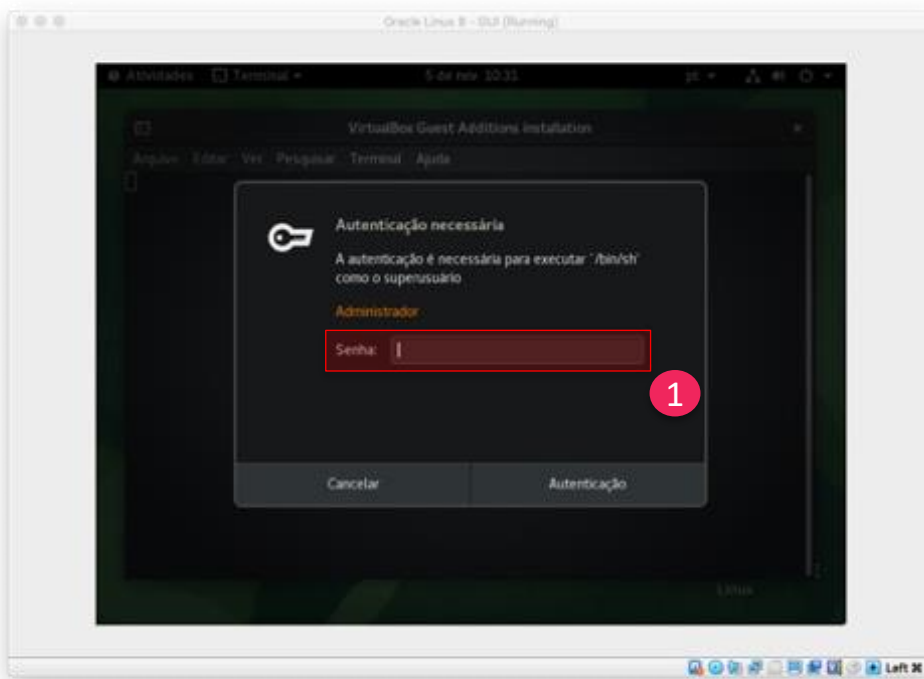 Oracle Linux 8 - GUI (Running)
Atividades Terminal 5 de nov 10:31 pt
VirtualBox Guest Additions installation
Arquivo Editar Ver Pesquisar Terminal Ajuda
Autenticação necessária
A autenticação é necessária para executar `/bin/sh'
como o superusuário
Administrador
Senha:
1
Cancelar Autenticação
Linux
Left ⌘